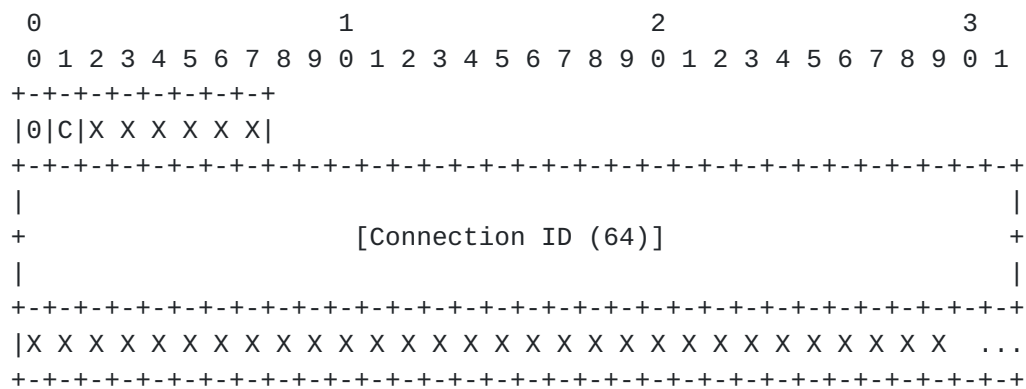 0                   1                   2                   3
 0 1 2 3 4 5 6 7 8 9 0 1 2 3 4 5 6 7 8 9 0 1 2 3 4 5 6 7 8 9 0 1
+-+-+-+-+-+-+-+-+
|0|C|X X X X X X|
+-+-+-+-+-+-+-+-+-+-+-+-+-+-+-+-+-+-+-+-+-+-+-+-+-+-+-+-+-+-+-+-+
|                                                               |
+                     [Connection ID (64)]                      +
|                                                               |
+-+-+-+-+-+-+-+-+-+-+-+-+-+-+-+-+-+-+-+-+-+-+-+-+-+-+-+-+-+-+-+-+
|X X X X X X X X X X X X X X X X X X X X X X X X X X X X X X  ...
+-+-+-+-+-+-+-+-+-+-+-+-+-+-+-+-+-+-+-+-+-+-+-+-+-+-+-+-+-+-+-+-+